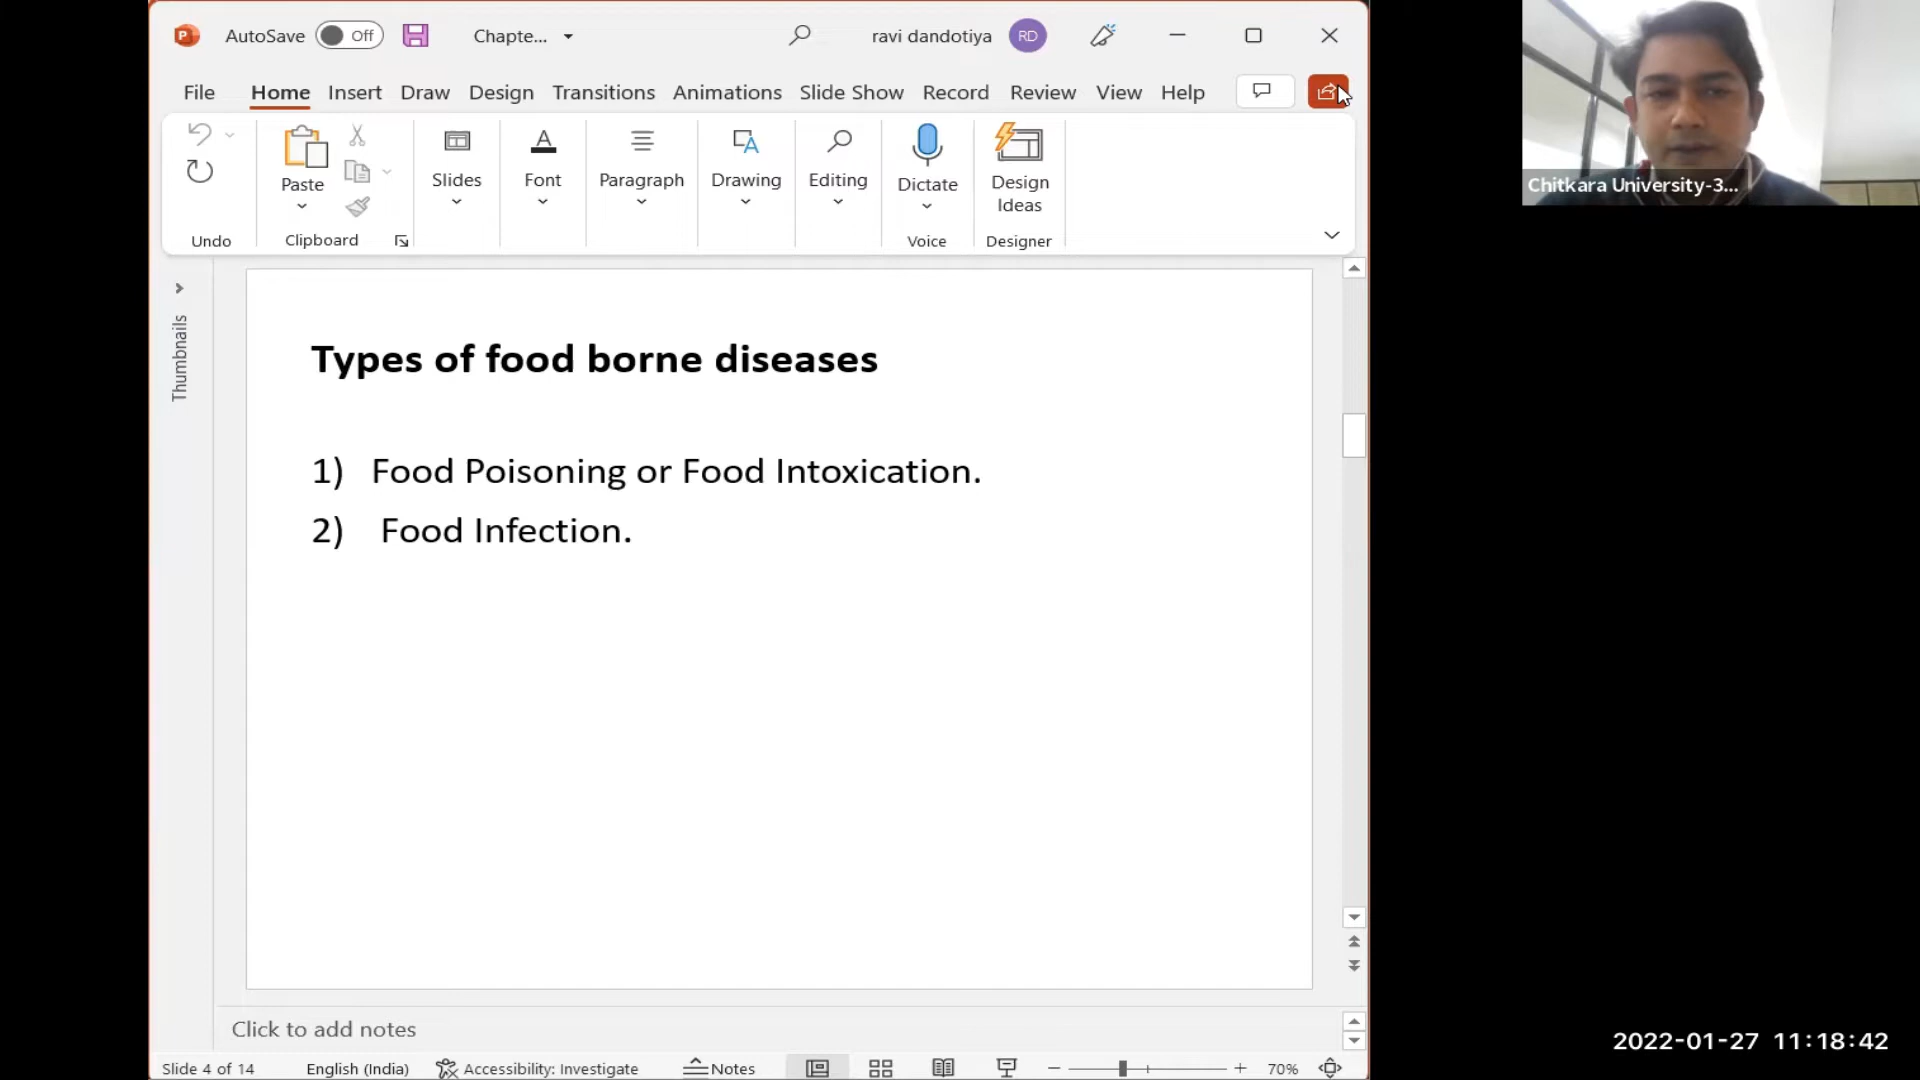 AutoSave Off Chapte... ravi dandotiya RD
File Home Insert Draw Design Transitions Animations Slide Show Record Review View Help
Paste Slides Font Paragraph Drawing Editing Dictate Design Ideas
Undo Clipboard Voice Designer
Thumbnails
Types of food borne diseases
1) Food Poisoning or Food Intoxication.
2) Food Infection.
Click to add notes
Slide 4 of 14 English (India) Accessibility: Investigate Notes 70%
Chitkara University-3...
2022-01-27 11:18:42